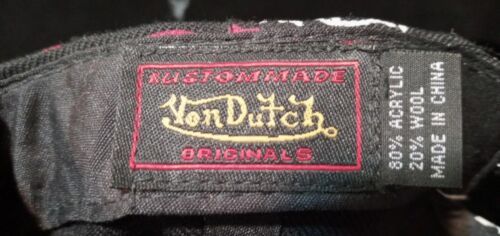 KUSTOMMADE
Von Dutch
ORIGINALS
80% ACRYLIC
20% WOOL
MADE IN CHINA